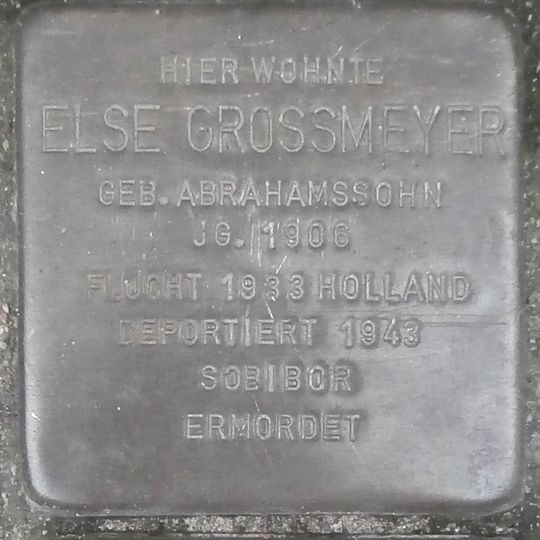 HIER WOHNTE
ELSE GROSSMEYER
GEB. ABRAHAMSSOHN
JG. 1906
FLUCHT 1933 HOLLAND
DEPORTIERT 1943
SOBIBOR
ERMORDET